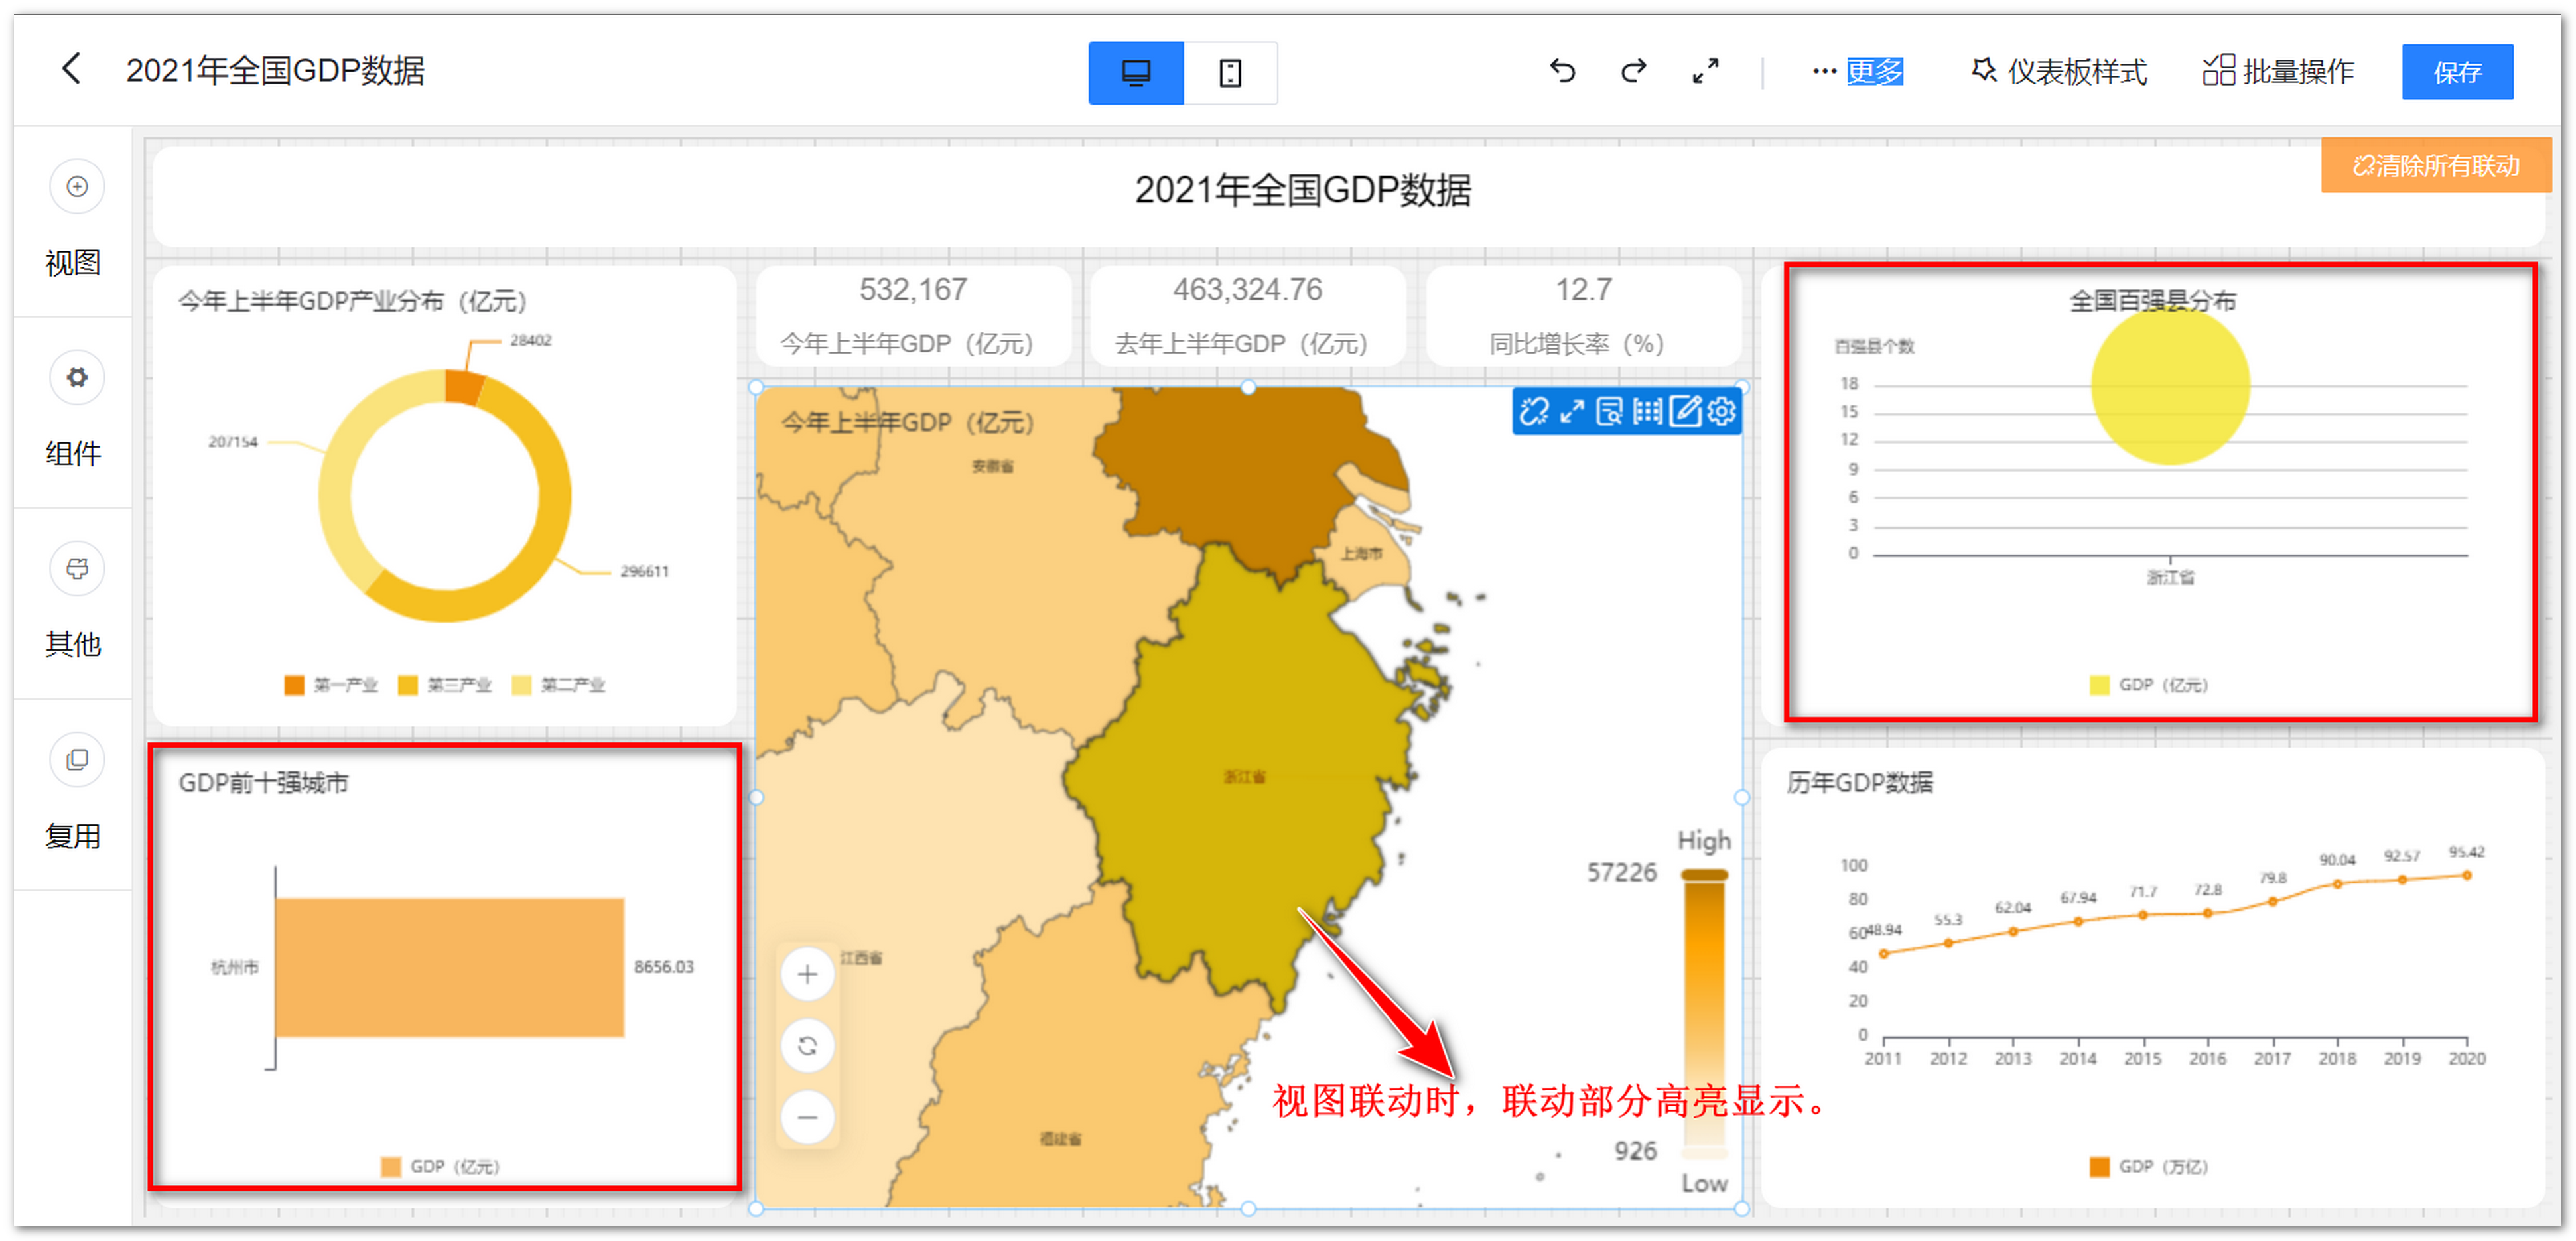 2021年全国GDP数据
更多
仪表板样式
批量操作
保存
视图
组件
其他
复用
清除所有联动
2021年全国GDP数据
今年上半年GDP产业分布（亿元）
28402
207154
296611
第一产业
第三产业
第二产业
532,167
今年上半年GDP（亿元）
463,324.76
去年上半年GDP（亿元）
12.7
同比增长率（%）
全国百强县分布
百强县个数
18
15
12
9
6
3
0
浙江省
GDP（亿元）
GDP前十强城市
杭州市
8656.03
GDP（亿元）
今年上半年GDP（亿元）
安徽省
上海市
浙江省
江西省
福建省
High
57226
926
Low
视图联动时，联动部分高亮显示。
历年GDP数据
100
80
60
40
20
0
48.94
55.3
62.04
67.94
71.7
72.8
79.8
90.04
92.57
95.42
2011
2012
2013
2014
2015
2016
2017
2018
2019
2020
GDP（万亿）